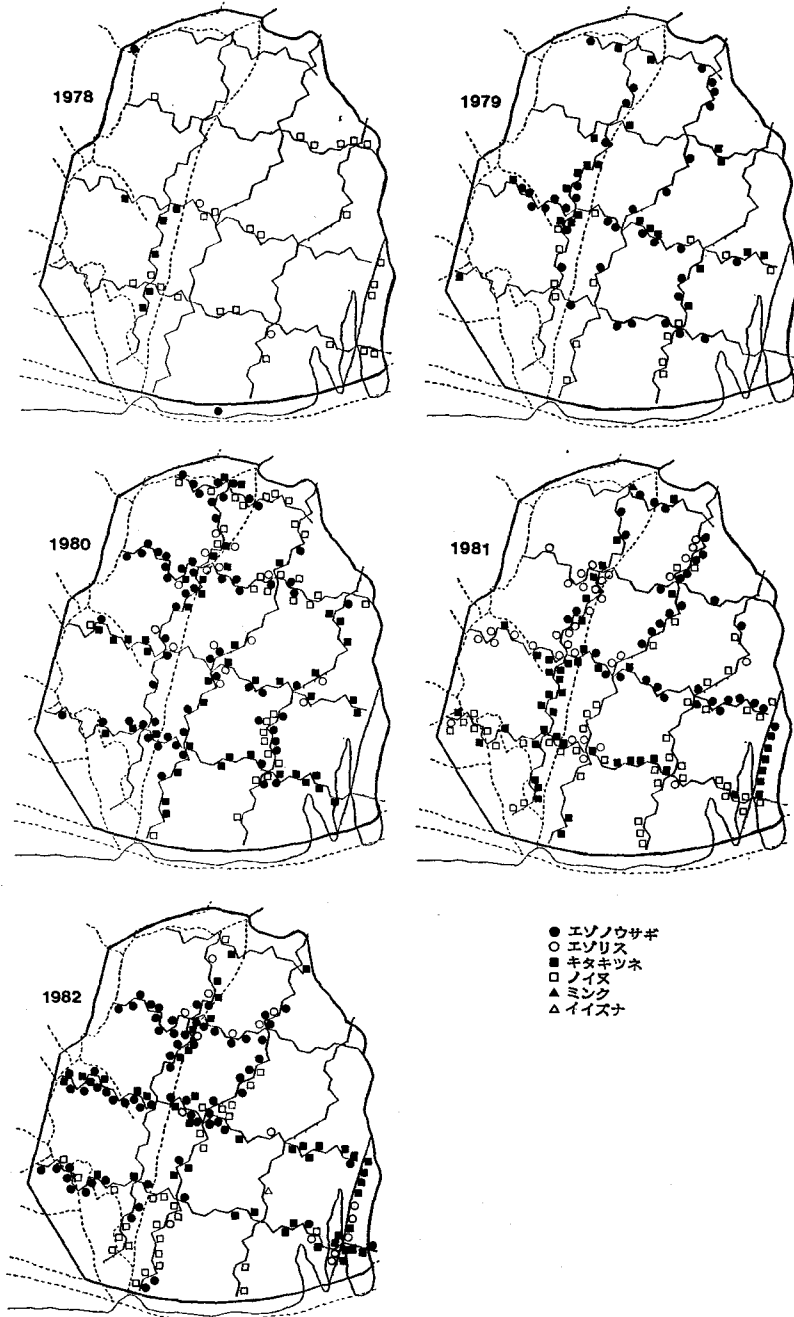 1978
1979
1980
1981
1982
● エゾノウサギ
○ エゾリス
■ キタキツネ
□ ノイヌ
▲ ミンク
△ イイズナ